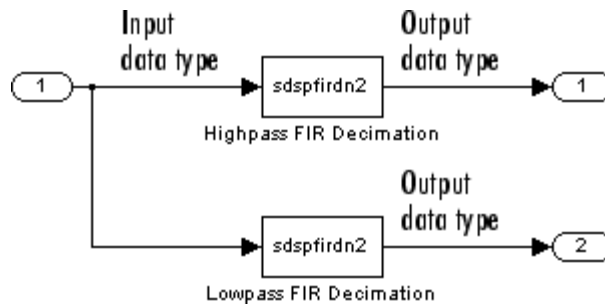 Input
data type
Output
data type
1
sdspfirdn2
1
Highpass FIR Decimation
Output
data type
sdspfirdn2
2
Lowpass FIR Decimation